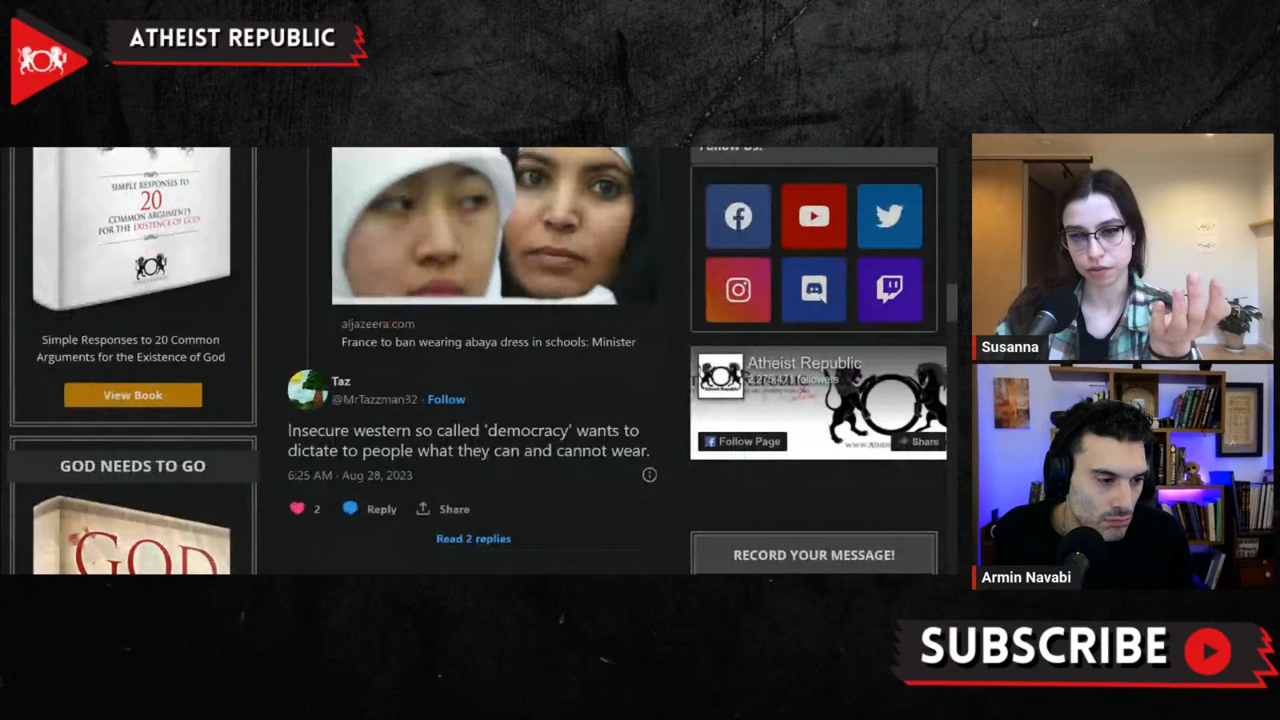 ATHEIST REPUBLIC
SIMPLE RESPONSES TO
20
COMMON ARGUMENTS
FOR THE EXISTENCE OF GOD
Simple Responses to 20 Common
Arguments for the Existence of God
View Book
GOD NEEDS TO GO
GOD
aljazeera.com
France to ban wearing abaya dress in schools: Minister
Taz
@MrTazzman32 · Follow
Insecure western so called 'democracy' wants to
dictate to people what they can and cannot wear.
6:25 AM · Aug 28, 2023
2 Reply Share
Read 2 replies
Follow Us!
Atheist Republic
followers
Follow Page
Share
RECORD YOUR MESSAGE!
Susanna
Armin Navabi
SUBSCRIBE